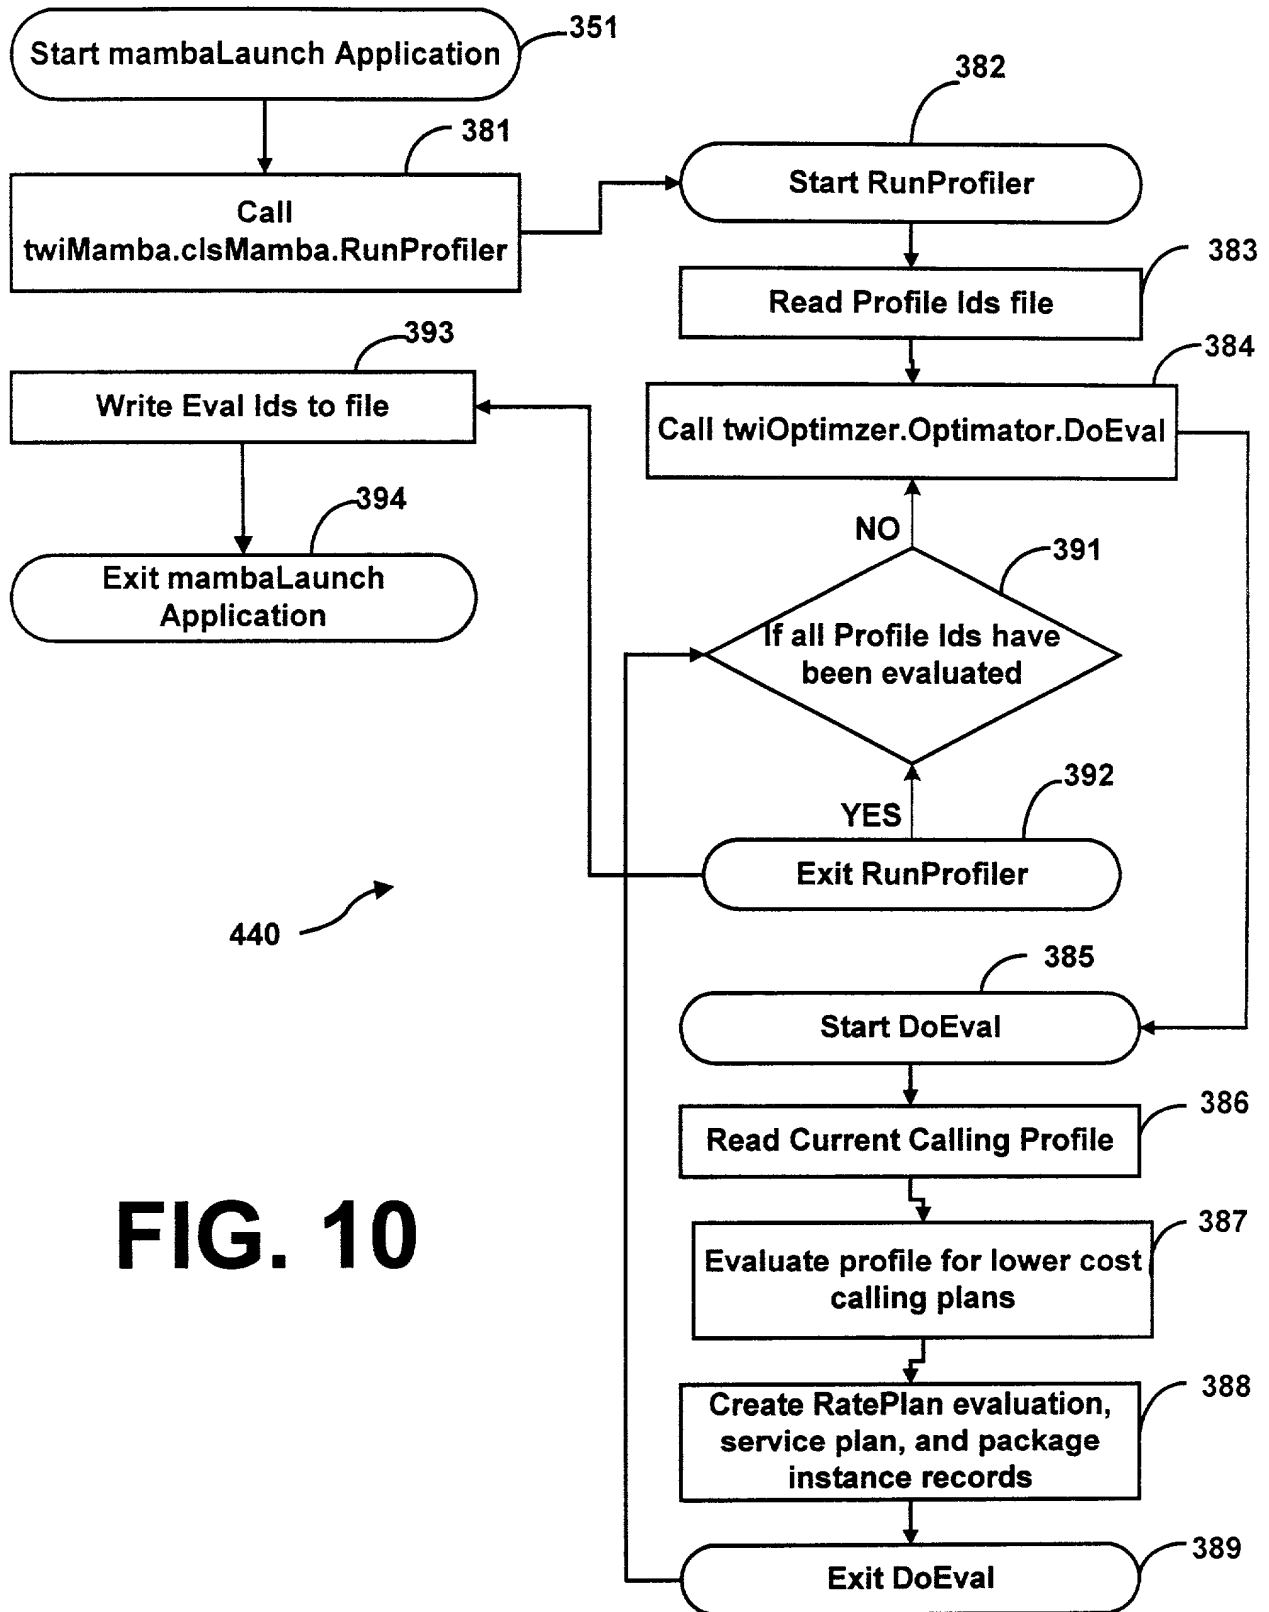 Start mambaLaunch Application
351
381
Call
twiMamba.clsMamba.RunProfiler
382
Start RunProfiler
383
Read Profile Ids file
384
Call twiOptimzer.Optimator.DoEval
393
Write Eval Ids to file
394
Exit mambaLaunch
Application
NO
391
If all Profile Ids have
been evaluated
YES
392
Exit RunProfiler
440
385
Start DoEval
386
Read Current Calling Profile
387
Evaluate profile for lower cost
calling plans
388
Create RatePlan evaluation,
service plan, and package
instance records
389
Exit DoEval
FIG. 10